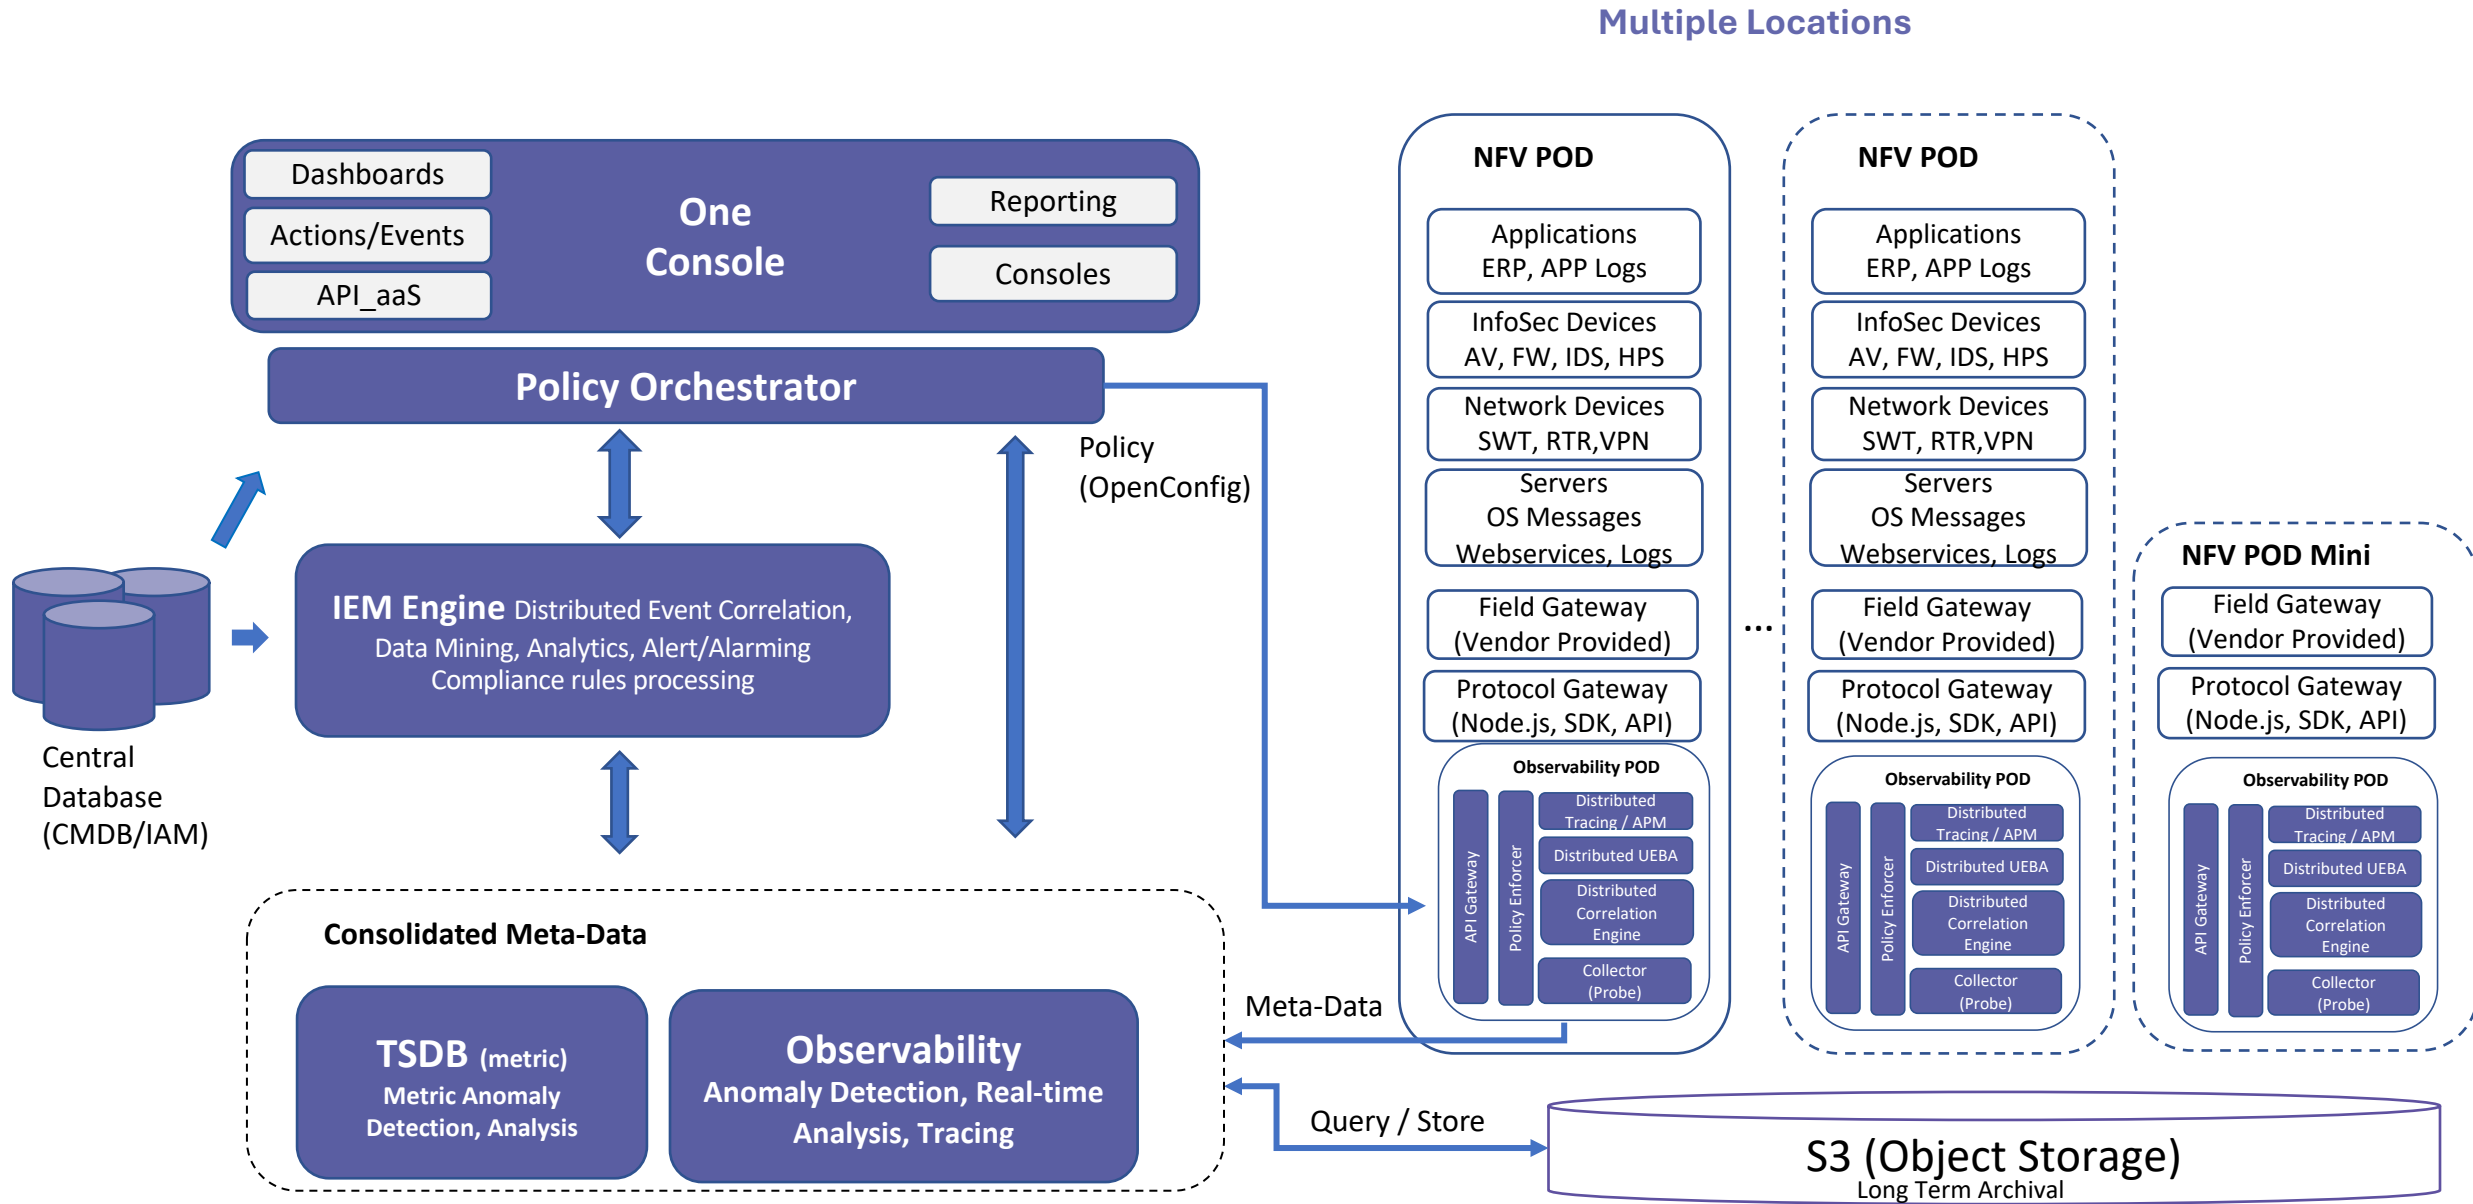 Multiple Locations
Dashboards
Actions/Events
API_aaS
One
Console
Reporting
Consoles
Policy Orchestrator
Policy
(OpenConfig)
IEM Engine Distributed Event Correlation,
Data Mining, Analytics, Alert/Alarming
Compliance rules processing
Central
Database
(CMDB/IAM)
Consolidated Meta-Data
TSDB (metric)
Metric Anomaly
Detection, Analysis
Observability
Anomaly Detection, Real-time
Analysis, Tracing
Meta-Data
Query / Store
NFV POD
Applications
ERP, APP Logs
InfoSec Devices
AV, FW, IDS, HPS
Network Devices
SWT, RTR,VPN
Servers
OS Messages
Webservices, Logs
Field Gateway
(Vendor Provided)
Protocol Gateway
(Node.js, SDK, API)
Observability POD
API Gateway
Policy Enforcer
Distributed
Tracing / APM
Distributed UEBA
Distributed
Correlation
Engine
Collector
(Probe)
...
NFV POD
Applications
ERP, APP Logs
InfoSec Devices
AV, FW, IDS, HPS
Network Devices
SWT, RTR,VPN
Servers
OS Messages
Webservices, Logs
Field Gateway
(Vendor Provided)
Protocol Gateway
(Node.js, SDK, API)
Observability POD
API Gateway
Policy Enforcer
Distributed
Tracing / APM
Distributed UEBA
Distributed
Correlation
Engine
Collector
(Probe)
NFV POD Mini
Field Gateway
(Vendor Provided)
Protocol Gateway
(Node.js, SDK, API)
Observability POD
API Gateway
Policy Enforcer
Distributed
Tracing / APM
Distributed UEBA
Distributed
Correlation
Engine
Collector
(Probe)
S3 (Object Storage)
Long Term Archival